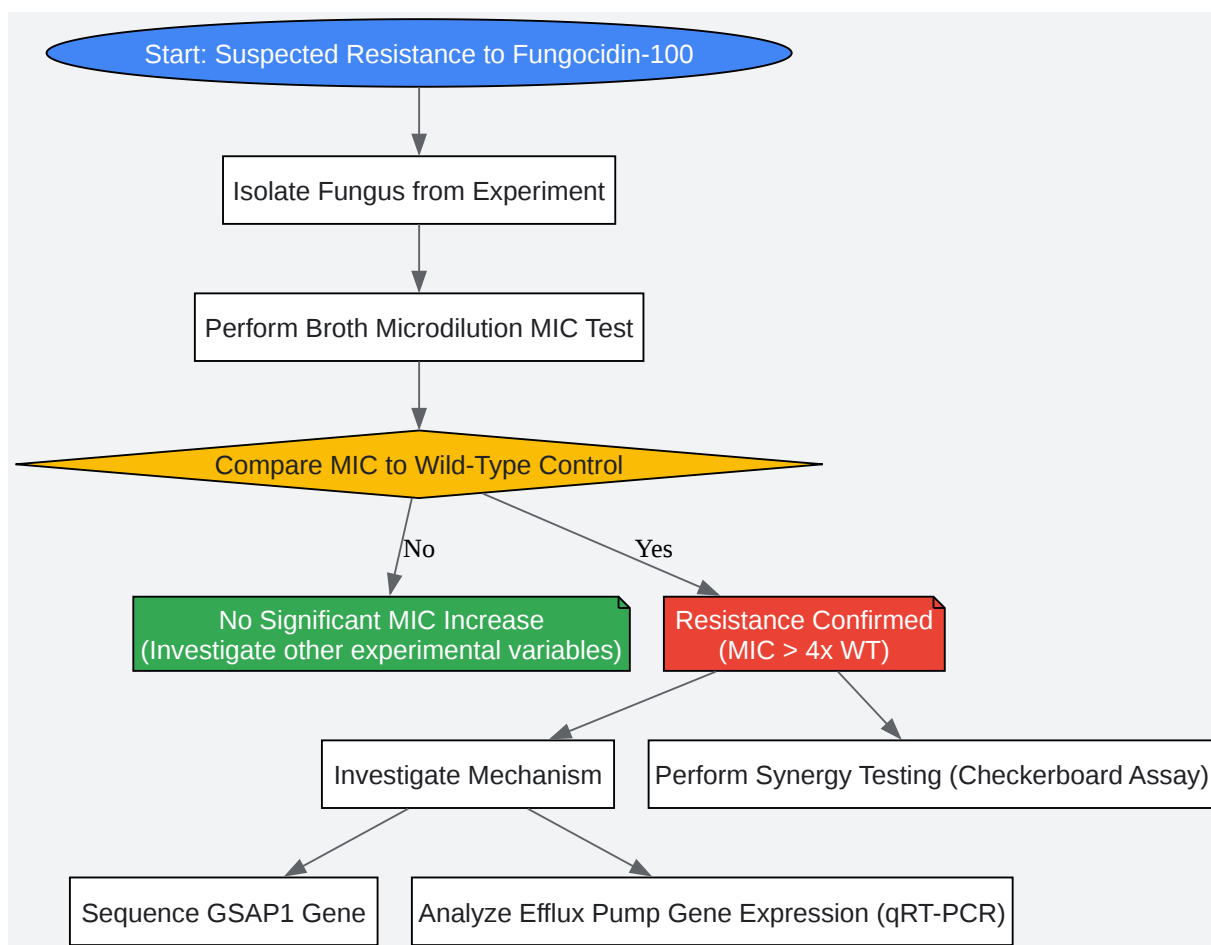 Start: Suspected Resistance to Fungocidin-100
Isolate Fungus from Experiment
Perform Broth Microdilution MIC Test
Compare MIC to Wild-Type Control
No
Yes
No Significant MIC Increase
(Investigate other experimental variables)
Resistance Confirmed
(MIC > 4x WT)
Investigate Mechanism
Perform Synergy Testing (Checkerboard Assay)
Sequence GSAP1 Gene
Analyze Efflux Pump Gene Expression (qRT-PCR)